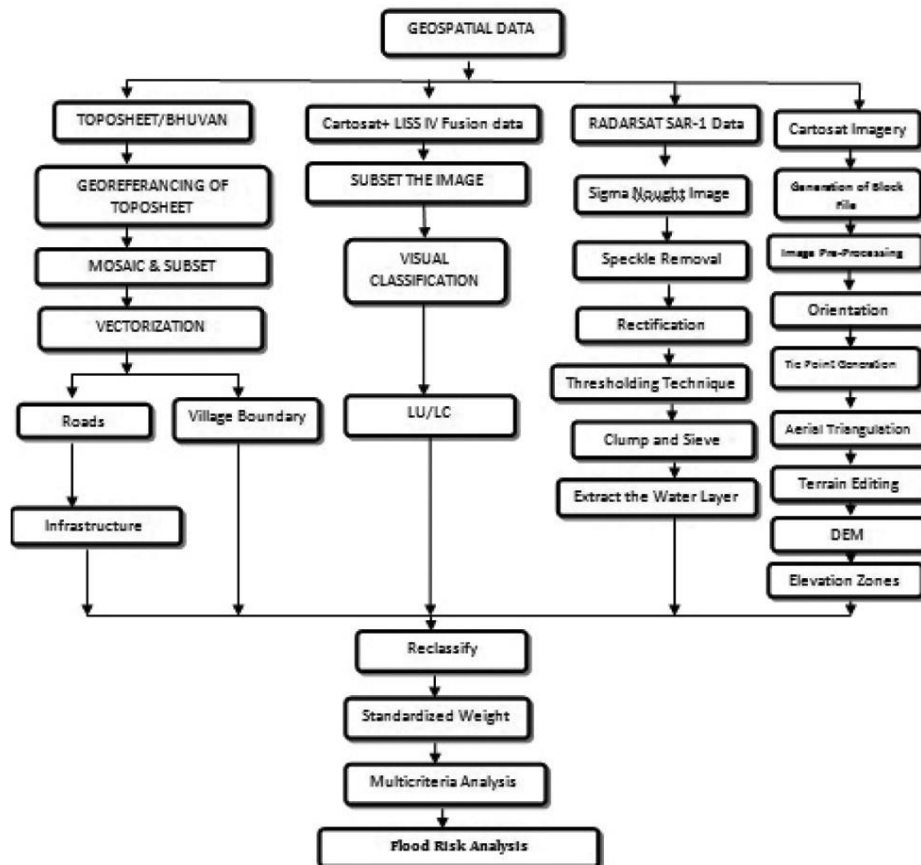 GEOSPATIAL DATA
TOPOSHEET/BHUVAN
GEOREFERANCING OF
TOPOSHEET
MOSAIC & SUBSET
VECTORIZATION
Roads
Village Boundary
Infrastructure
Cartosat+ LISS IV Fusion data
SUBSET THE IMAGE
VISUAL
CLASSIFICATION
LU/LC
RADARSAT SAR-1 Data
Sigma Nought Image
Speckle Removal
Rectification
Thresholding Technique
Clump and Sieve
Extract the Water Layer
Cartosat Imagery
Generation of Block
File
Image Pre-Processing
Orientation
Tie Point Generation
Aerial Triangulation
Terrain Editing
DEM
Elevation Zones
Reclassify
Standardized Weight
Multicriteria Analysis
Flood Risk Analysis